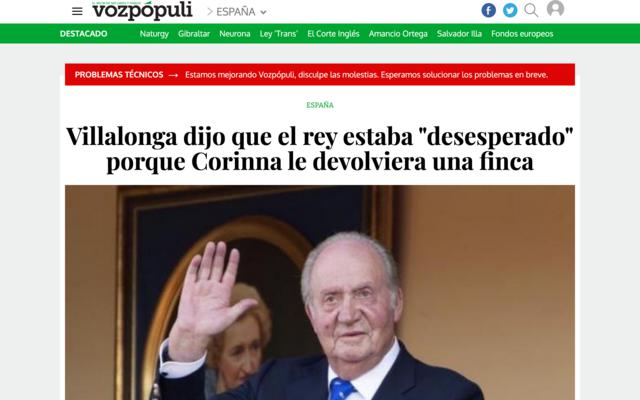 vozpópuli
ESPAÑA
DESTACADO Naturgy Gibraltar Neurona Ley 'Trans' El Corte Inglés Amancio Ortega Salvador Illa Fondos europeos
PROBLEMAS TÉCNICOS → Estamos mejorando Vozpópuli, disculpe las molestias. Esperamos solucionar los problemas en breve.
ESPAÑA
Villalonga dijo que el rey estaba "desesperado"
porque Corinna le devolviera una finca